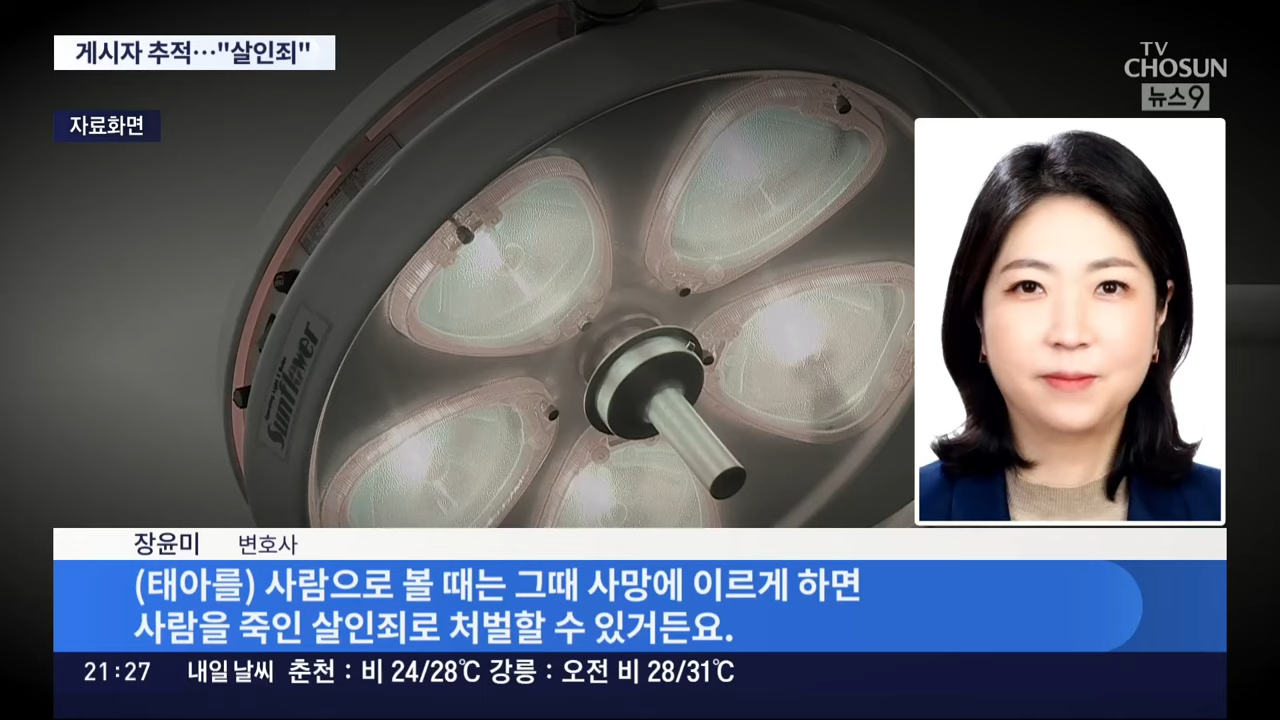 게시자 추적…"살인죄"
TV
CHOSUN
뉴스9
자료화면
Sunflower
장윤미 변호사
(태아를) 사람으로 볼 때는 그때 사망에 이르게 하면
사람을 죽인 살인죄로 처벌할 수 있거든요.
21:27 내일 날씨 춘천 : 비 24/28℃ 강릉 : 오전 비 28/31℃